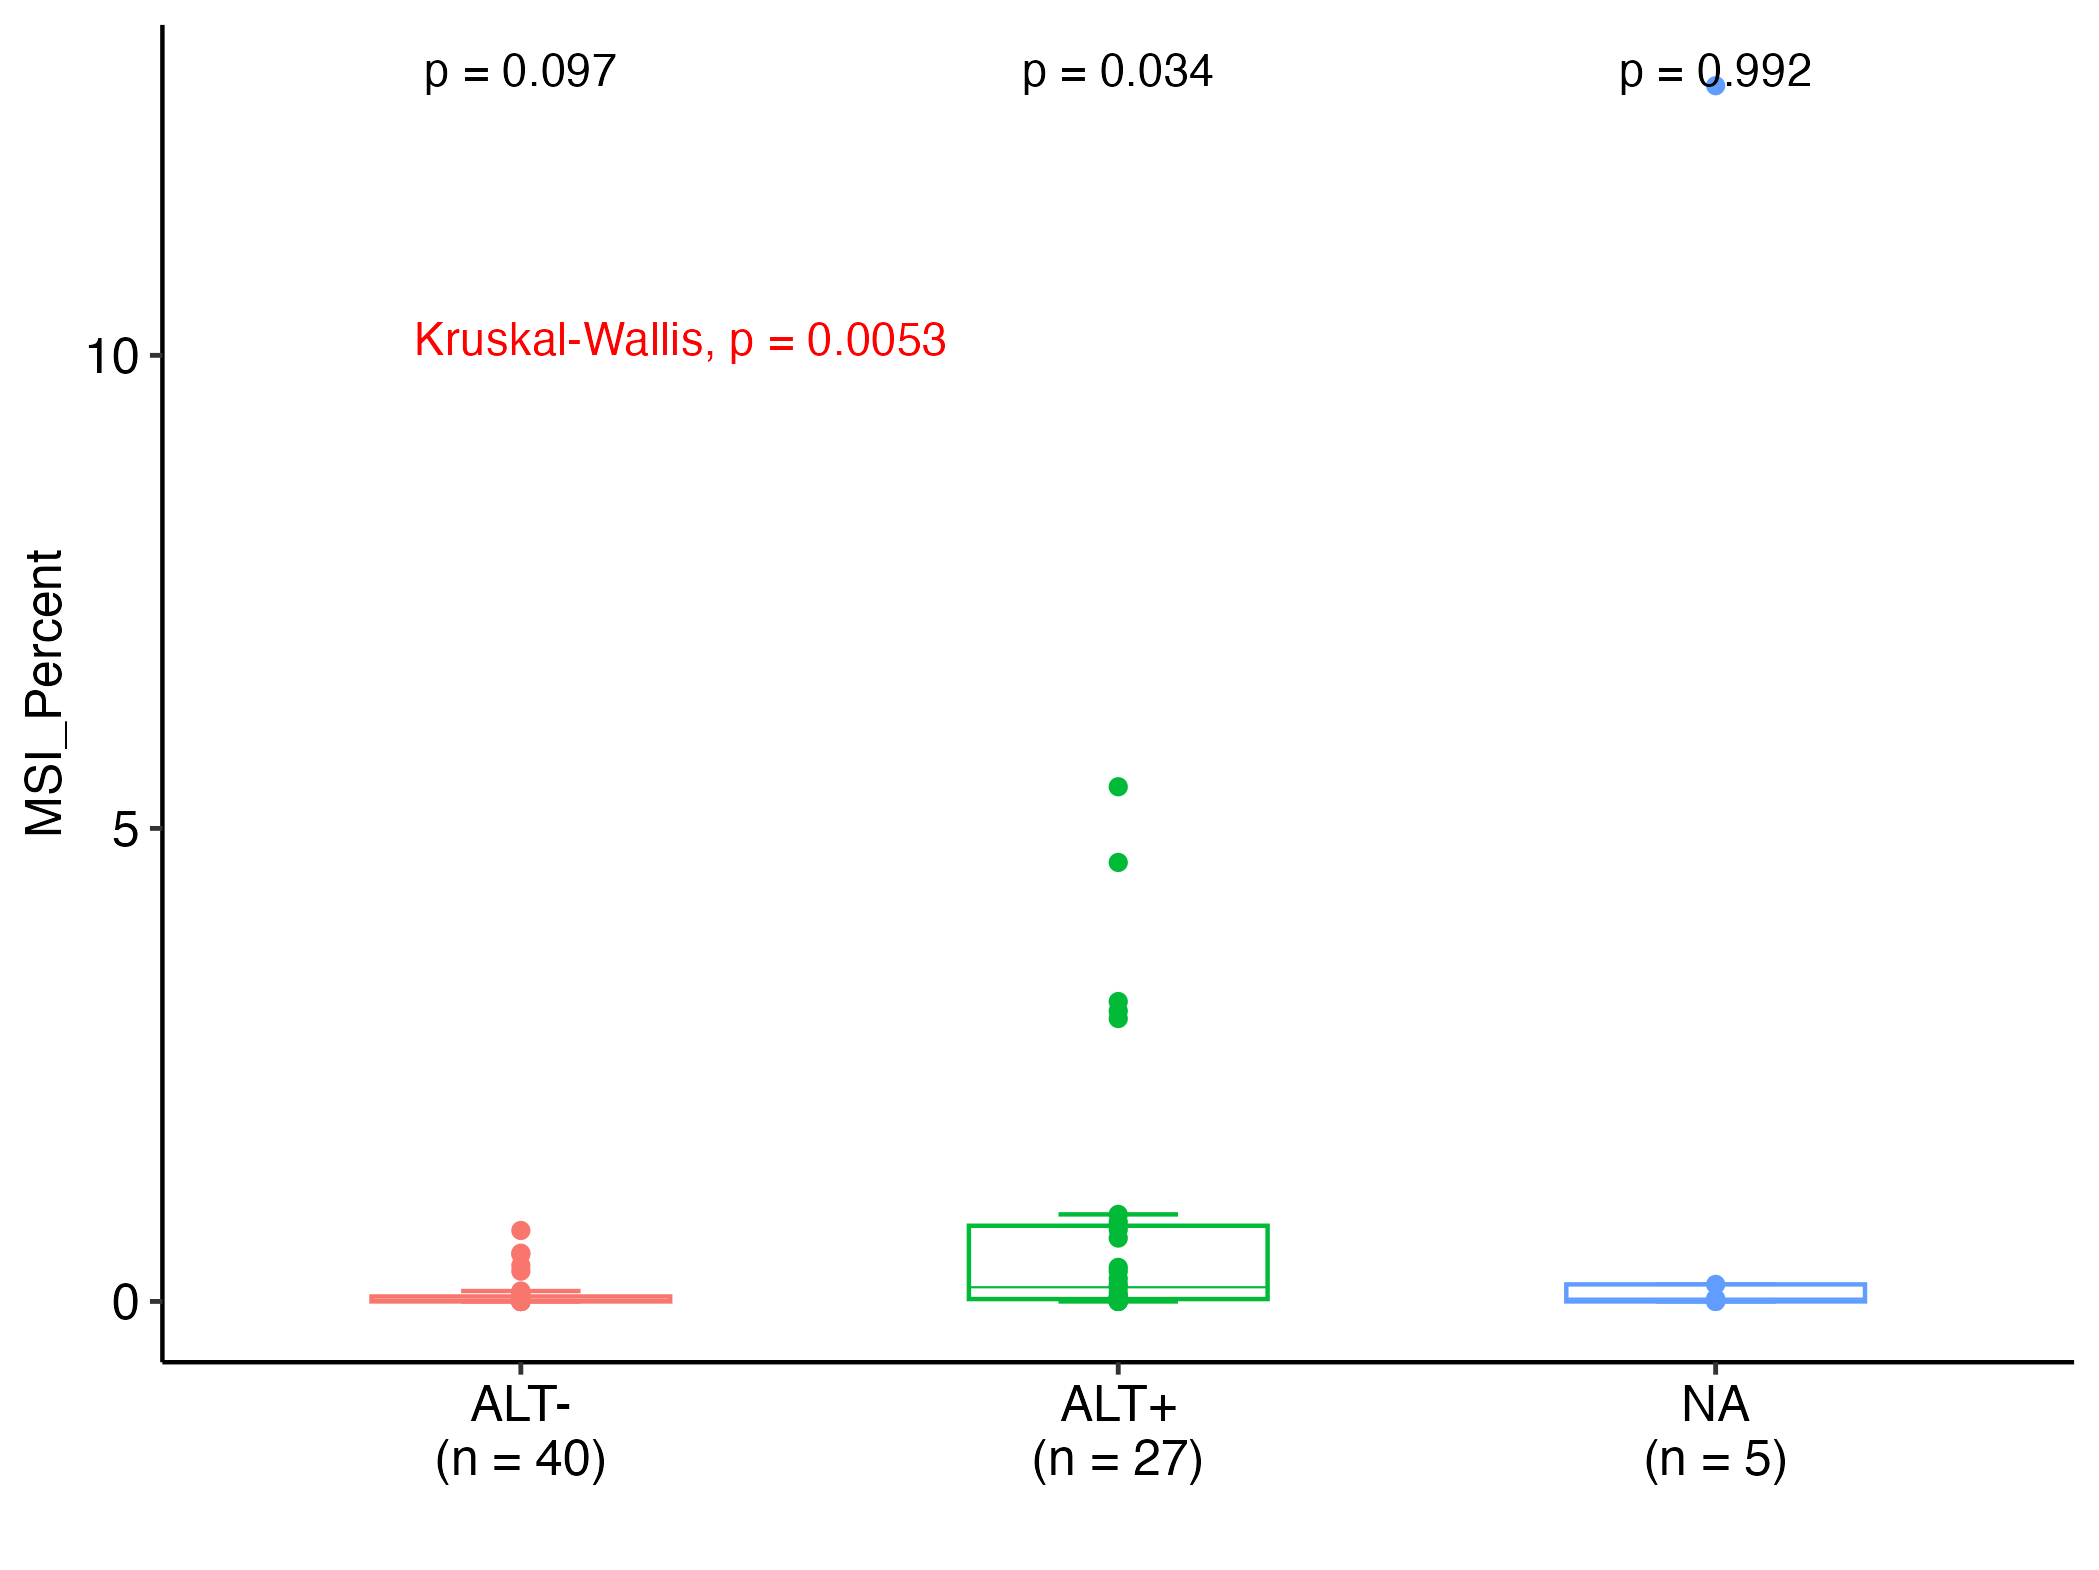 p = 0.097 p = 0.034 p = 0.992
Kruskal-Wallis, p = 0.0053
10
5
0
MSI_Percent
ALT- ALT+ NA
(n = 40) (n = 27) (n = 5)